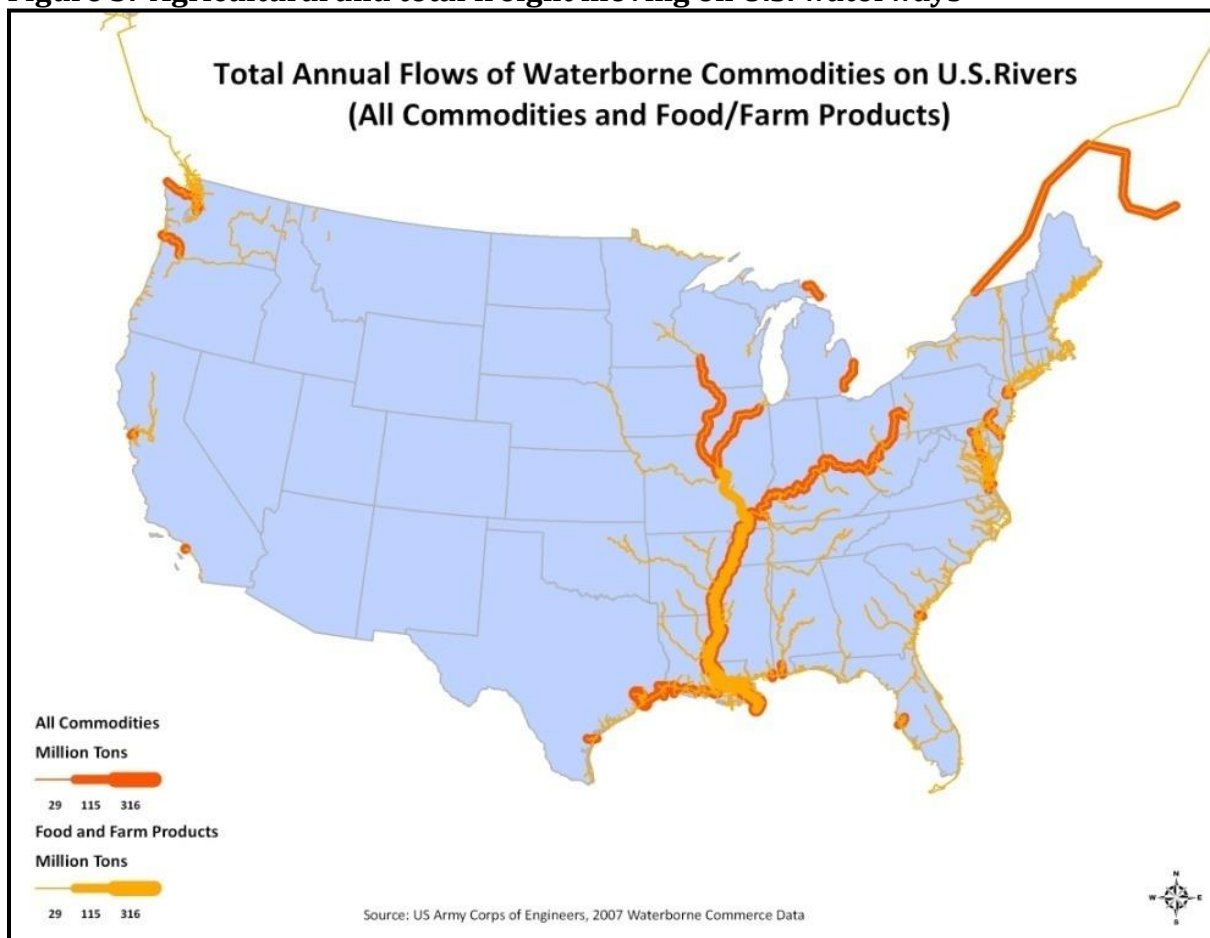 Total Annual Flows of Waterborne Commodities on U.S.Rivers
(All Commodities and Food/Farm Products)
All Commodities
Million Tons
29 115 316
Food and Farm Products
Million Tons
29 115 316
Source: US Army Corps of Engineers, 2007 Waterborne Commerce Data
N
W E
S